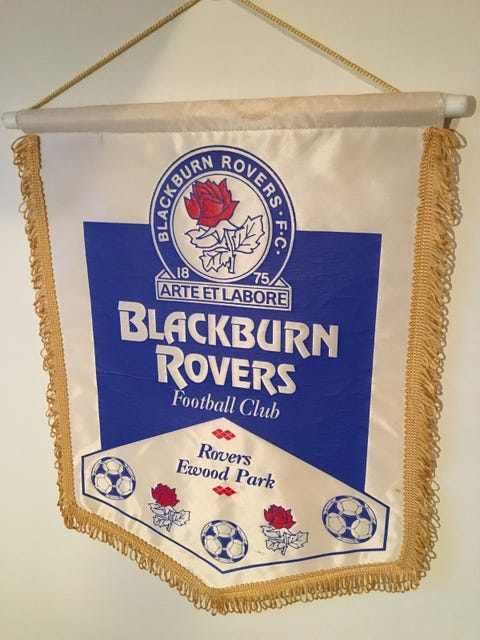 BLACKBURN ROVERS · F.C.
18 75
ARTE ET LABORE
BLACKBURN
ROVERS
Football Club
Rovers
Ewood Park